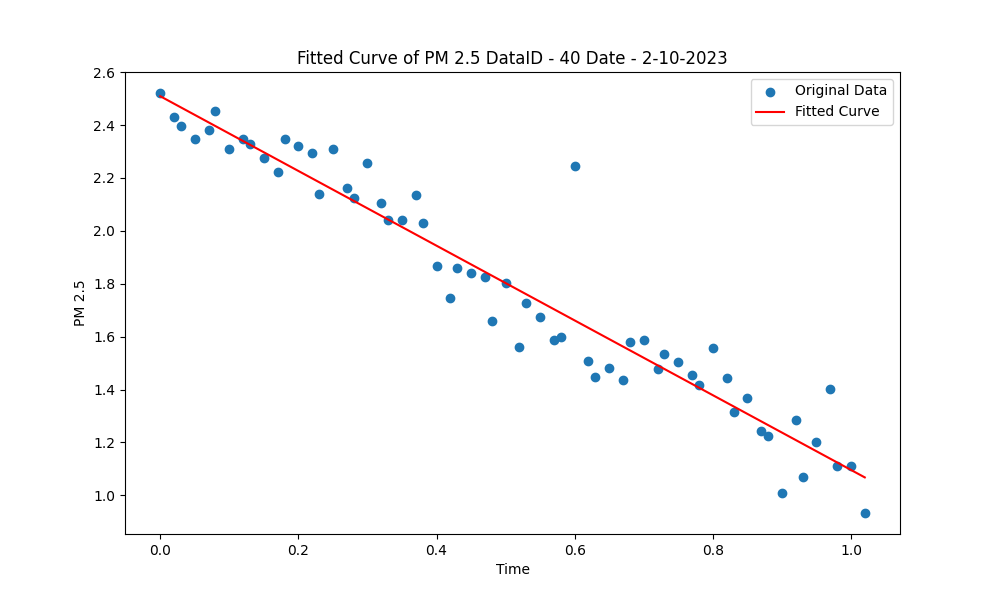 Fitted Curve of PM 2.5 DataID - 40 Date - 2-10-2023
Original Data
Fitted Curve
PM 2.5
2.6
2.4
2.2
2.0
1.8
1.6
1.4
1.2
1.0
0.0 0.2 0.4 0.6 0.8 1.0
Time